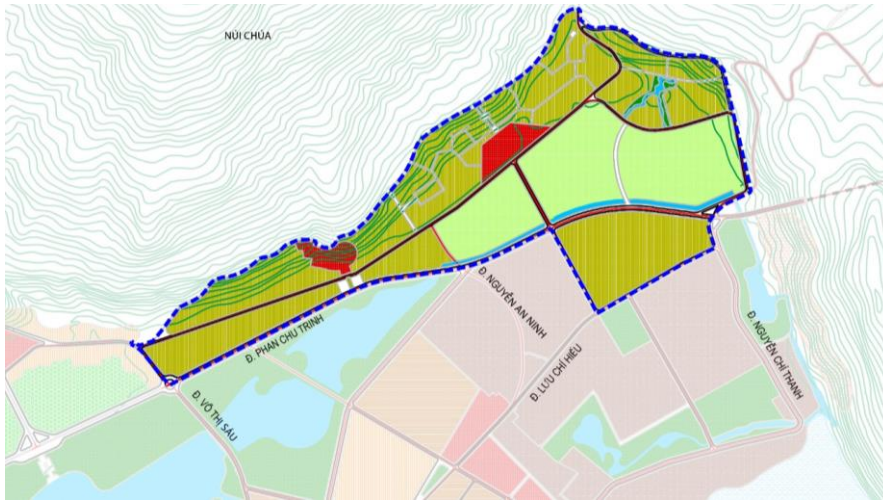 NÚI CHÚA
Đ. PHAN CHU TRINH
Đ. VÕ THỊ SÁU
Đ. NGUYỄN AN NINH
Đ. LƯU CHÍ HIẾU
Đ. NGUYỄN CHÍ THANH